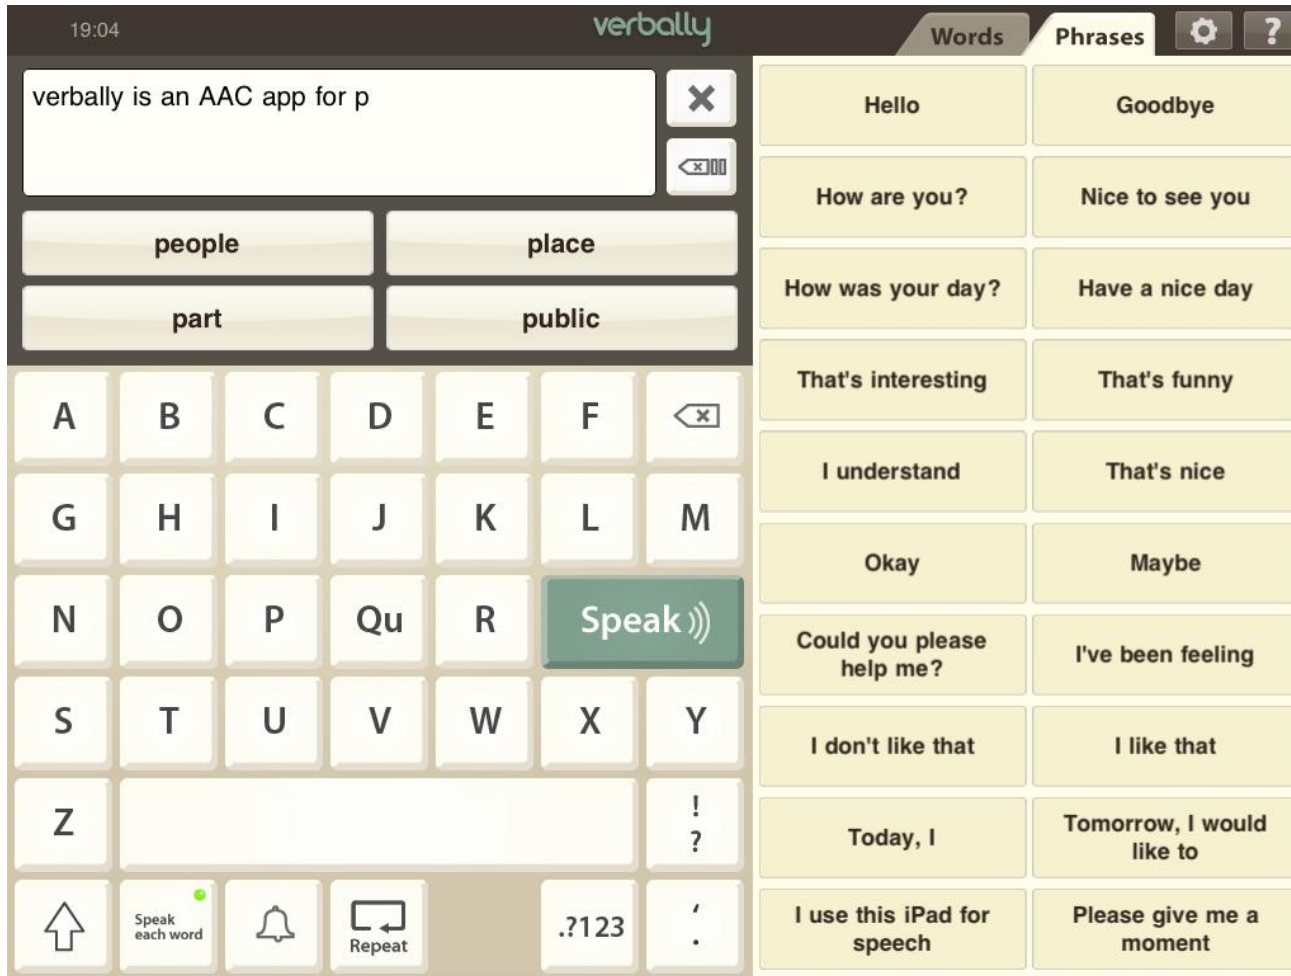 19:04
verbally
Words
Phrases
?
verbally is an AAC app for p
people
place
part
public
A B C D E F
G H I J K L M
N O P Qu R Speak
S T U V W X Y
Z ! ?
Speak
each word
Repeat
.?123
' .
Hello
Goodbye
How are you?
Nice to see you
How was your day?
Have a nice day
That's interesting
That's funny
I understand
That's nice
Okay
Maybe
Could you please
help me?
I've been feeling
I don't like that
I like that
Today, I
Tomorrow, I would
like to
I use this iPad for
speech
Please give me a
moment